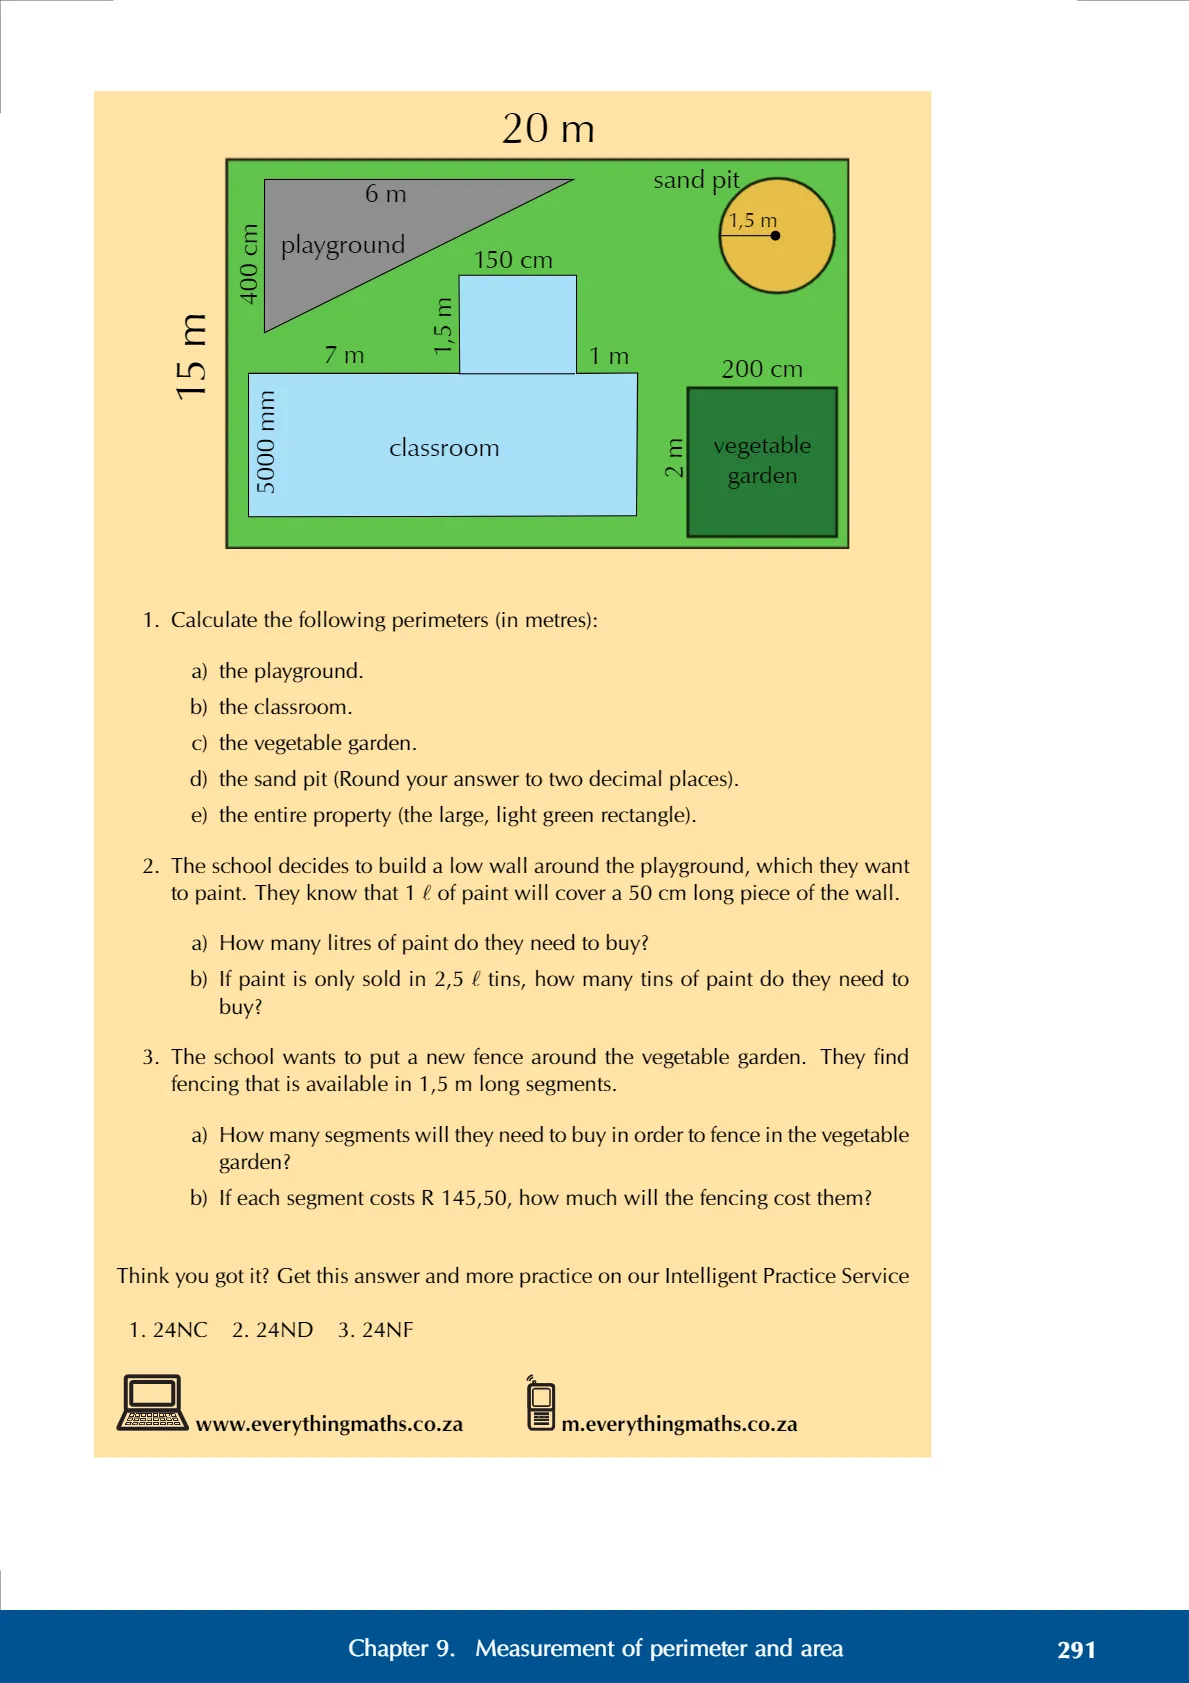 20 m
sand pit
6 m
1,5 m
400 cm
playground
150 cm
15 m
1,5 m
7 m
1 m
200 cm
5000 mm
classroom
2 m
vegetable
garden
1. Calculate the following perimeters (in metres):
a) the playground.
b) the classroom.
c) the vegetable garden.
d) the sand pit (Round your answer to two decimal places).
e) the entire property (the large, light green rectangle).
2. The school decides to build a low wall around the playground, which they want
to paint. They know that 1 ℓ of paint will cover a 50 cm long piece of the wall.
a) How many litres of paint do they need to buy?
b) If paint is only sold in 2,5 ℓ tins, how many tins of paint do they need to
buy?
3. The school wants to put a new fence around the vegetable garden. They find
fencing that is available in 1,5 m long segments.
a) How many segments will they need to buy in order to fence in the vegetable
garden?
b) If each segment costs R 145,50, how much will the fencing cost them?
Think you got it? Get this answer and more practice on our Intelligent Practice Service
1. 24NC 2. 24ND 3. 24NF
www.everythingmaths.co.za m.everythingmaths.co.za
Chapter 9. Measurement of perimeter and area 291